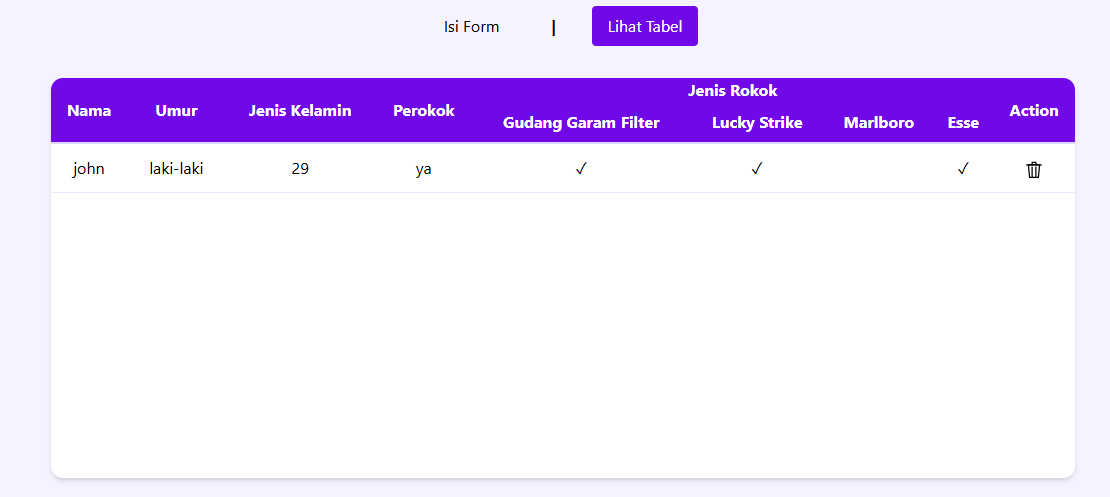 Isi Form | Lihat Tabel
Nama Umur Jenis Kelamin Perokok Jenis Rokok Action
Gudang Garam Filter Lucky Strike Marlboro Esse
john laki-laki 29 ya ✓ ✓ ✓